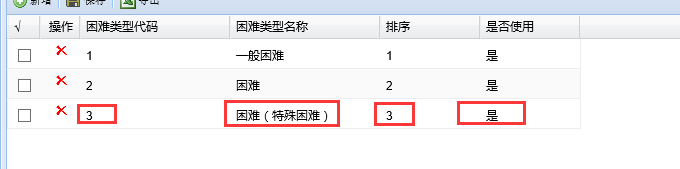 新增 保存 导出
√ 操作 困难类型代码 困难类型名称 排序 是否使用
1 一般困难 1 是
2 困难 2 是
3 困难（特殊困难） 3 是